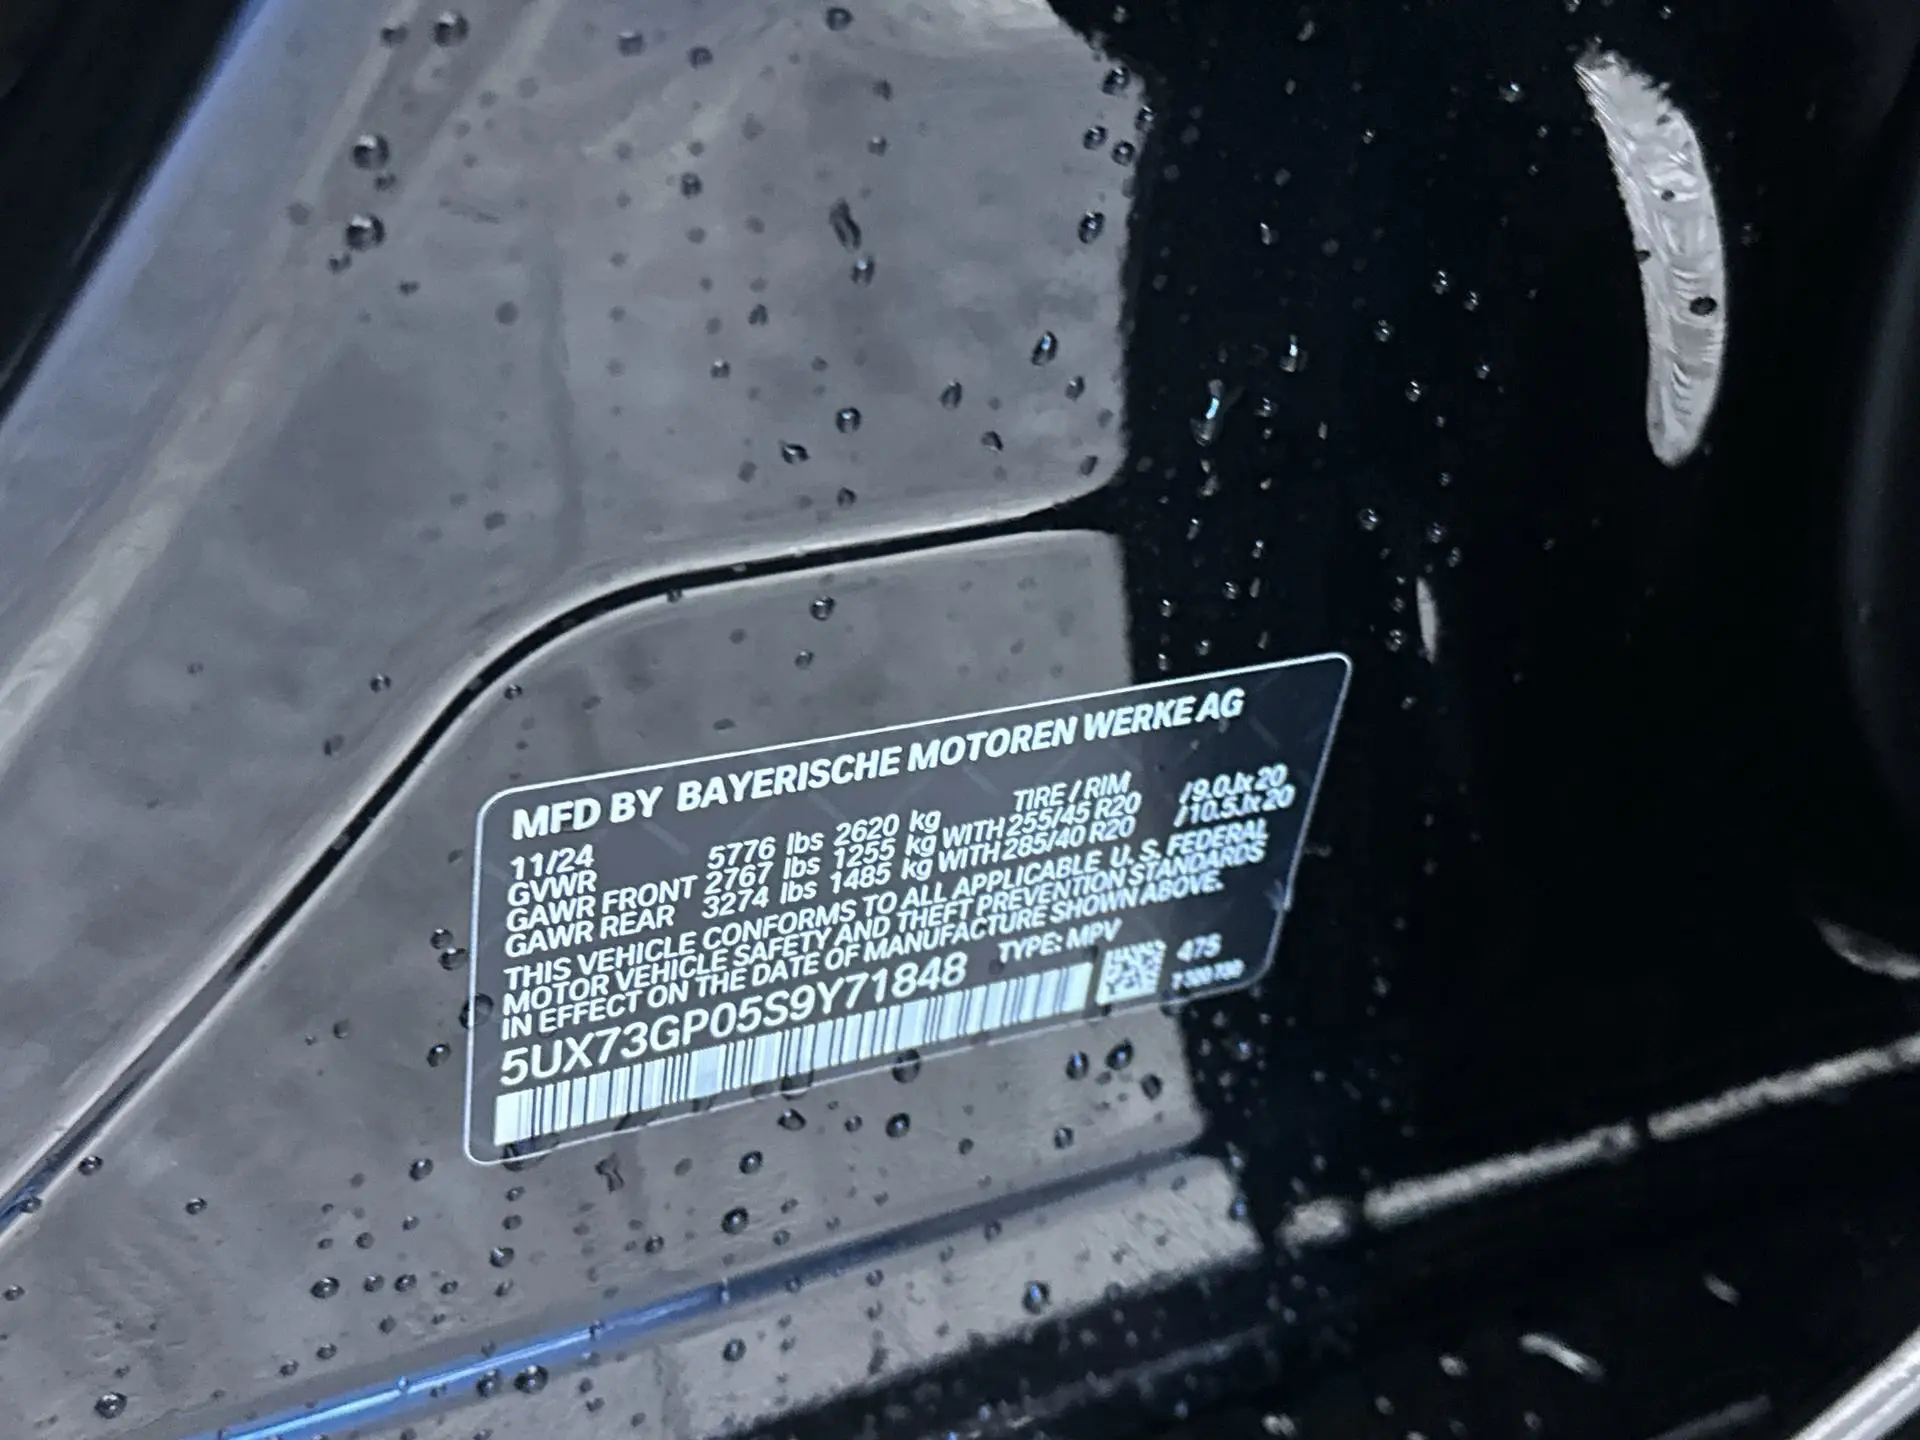 MFD BY BAYERISCHE MOTOREN WERKE AG
11/24 TIRE / RIM
GVWR 5776 lbs 2620 kg
GAWR FRONT 2767 lbs 1255 kg WITH 255/45 R20 /9.0Jx20
GAWR REAR 3274 lbs 1485 kg WITH 285/40 R20 /10.5Jx20
THIS VEHICLE CONFORMS TO ALL APPLICABLE U. S. FEDERAL
MOTOR VEHICLE SAFETY AND THEFT PREVENTION STANDARDS
IN EFFECT ON THE DATE OF MANUFACTURE SHOWN ABOVE.
5UX73GP05S9Y71848 TYPE: MPV
475